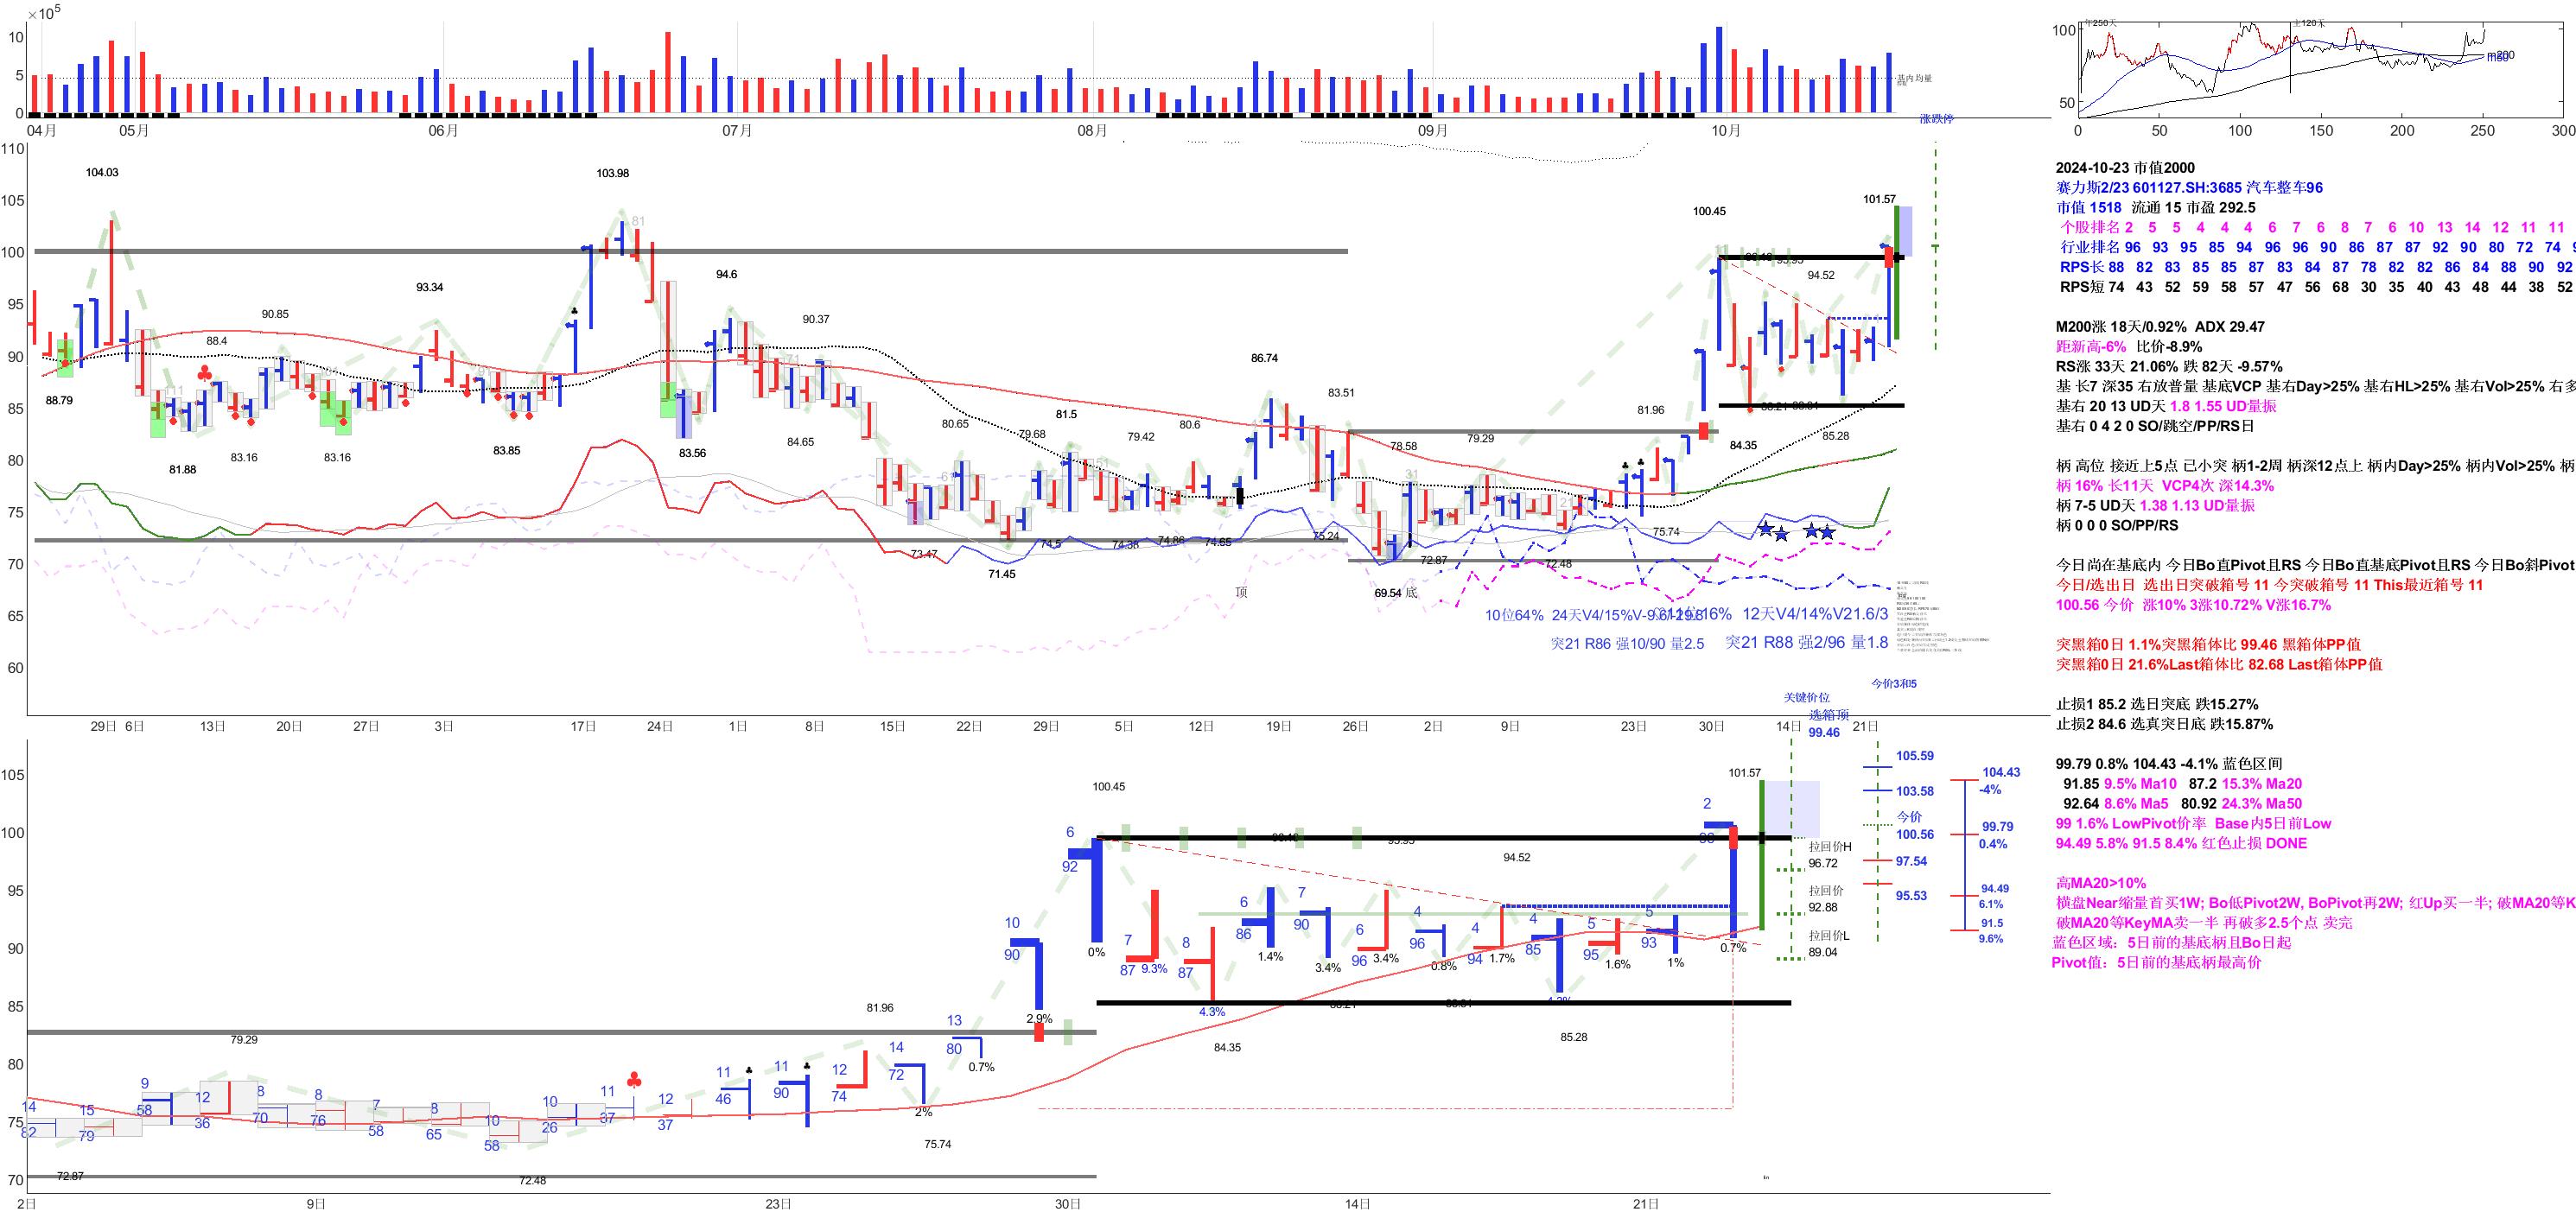 ×10⁵
10
5
0
基内均量
04月 05月 06月 07月 08月 09月 10月
涨跌停
年250天 上120天
100
50
m200
0 50 100 150 200 250 300
110
105
100
95
90
85
80
75
70
65
60
104.03 103.98 100.45 101.57
94.6 93.34 94.52
90.85 88.4 90.37
88.79 86.74
83.51 81.96
81.88 83.16 83.16 83.85 83.56 84.65 84.35 85.28
80.65 79.68 81.5 79.42 80.6 78.58 79.29
73.47 71.45 74.5 74.38 74.86 74.65 75.24 72.87 72.48 75.74
顶 69.54 底
10位64% 24天V4/15%V-9.6/-29.8
16% 12天V4/14%V21.6/3
突21 R86 强10/90 量2.5 突21 R88 强2/96 量1.8
29日 6日 13日 20日 27日 3日 17日 24日 1日 8日 15日 22日 29日 5日 12日 19日 26日 2日 9日 23日 30日 14日 21日
今价3和5
关键价位
选箱顶
99.46
105
100
95
90
85
80
75
70
100.45 101.57
94.52
81.96
79.29
84.35 85.28
75.74
72.87 72.48
14 15 9 12 8 8 7 8 10 10 11 12 11 11 12 14 13 10 6 7 8 6 7 6 4 4 4 5 5 2
82 79 58 36 70 76 58 65 58 26 37 37 46 90 74 72 80 90 92 87 87 86 90 96 96 94 85 95 93
2% 0.7% 2.9% 0% 9.3% 4.3% 1.4% 3.4% 3.4% 0.8% 1.7% 1.6% 1% 0.7%
拉回价H
96.72
拉回价
92.88
拉回价L
89.04
105.59
103.58
今价
100.56
97.54
95.53
104.43
-4%
99.79
0.4%
94.49
6.1%
91.5
9.6%
2日 9日 23日 30日 14日 21日
2024-10-23 市值2000
赛力斯2/23 601127.SH:3685 汽车整车96
市值 1518 流通 15 市盈 292.5
个股排名 2 5 5 4 4 4 6 7 6 8 7 6 10 13 14 12 11 11
行业排名 96 93 95 85 94 96 96 90 86 87 87 92 90 80 72 74
RPS长 88 82 83 85 85 87 83 84 87 78 82 82 86 84 88 90 92
RPS短 74 43 52 59 58 57 47 56 68 30 35 40 43 48 44 38 52
M200涨 18天/0.92% ADX 29.47
距新高-6% 比价-8.9%
RS涨 33天 21.06% 跌 82天 -9.57%
基 长7 深35 右放普量 基底VCP 基右Day>25% 基右HL>25% 基右Vol>25% 右多
基右 20 13 UD天 1.8 1.55 UD量振
基右 0 4 2 0 SO/跳空/PP/RS日
柄 高位 接近上5点 已小突 柄1-2周 柄深12点上 柄内Day>25% 柄内Vol>25% 柄
柄 16% 长11天 VCP4次 深14.3%
柄 7-5 UD天 1.38 1.13 UD量振
柄 0 0 0 SO/PP/RS
今日尚在基底内 今日Bo直Pivot且RS 今日Bo直基底Pivot且RS 今日Bo斜Pivot
今日/选出日 选出日突破箱号 11 今突破箱号 11 This最近箱号 11
100.56 今价 涨10% 3涨10.72% V涨16.7%
突黑箱0日 1.1%突黑箱体比 99.46 黑箱体PP值
突黑箱0日 21.6%Last箱体比 82.68 Last箱体PP值
止损1 85.2 选日突底 跌15.27%
止损2 84.6 选真突日底 跌15.87%
99.79 0.8% 104.43 -4.1% 蓝色区间
91.85 9.5% Ma10 87.2 15.3% Ma20
92.64 8.6% Ma5 80.92 24.3% Ma50
99 1.6% LowPivot价率 Base内5日前Low
94.49 5.8% 91.5 8.4% 红色止损 DONE
高MA20>10%
横盘Near缩量首买1W; Bo低Pivot2W, BoPivot再2W; 红Up买一半; 破MA20等K
破MA20等KeyMA卖一半 再破多2.5个点 卖完
蓝色区域：5日前的基底柄且Bo日起
Pivot值：5日前的基底柄最高价